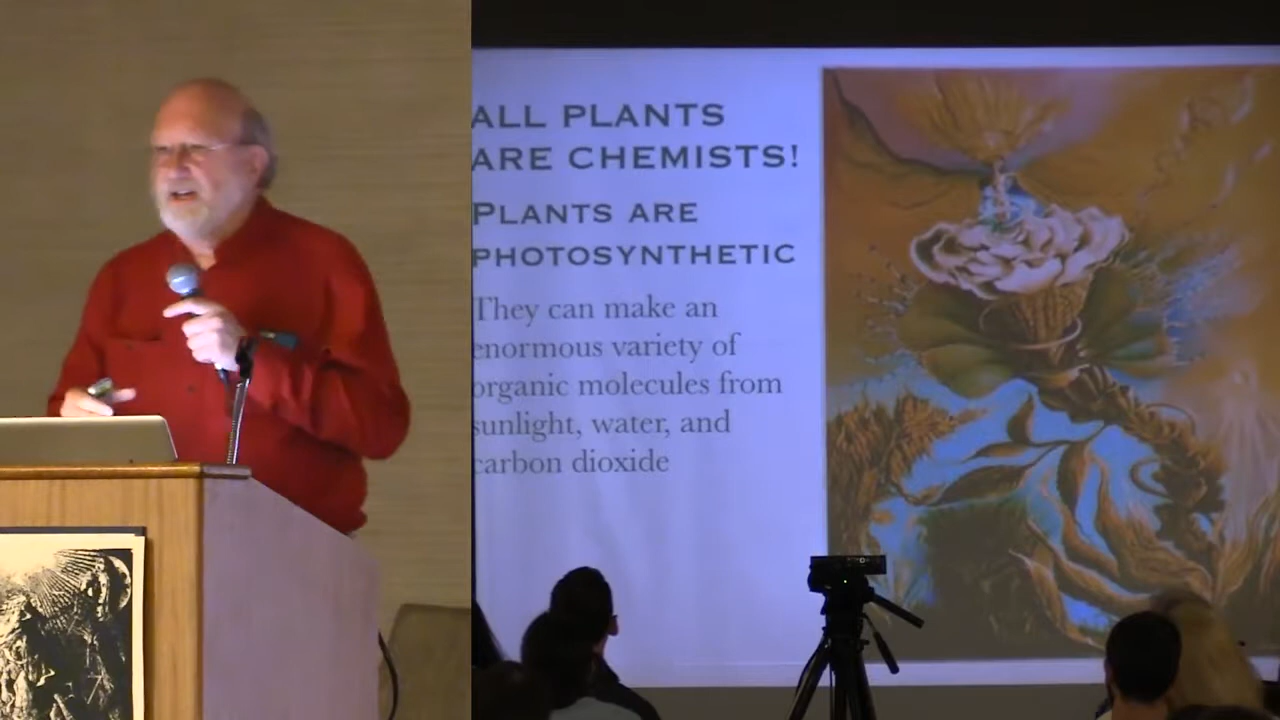 ALL PLANTS
ARE CHEMISTS!
PLANTS ARE
PHOTOSYNTHETIC
They can make an
enormous variety of
organic molecules from
sunlight, water, and
carbon dioxide